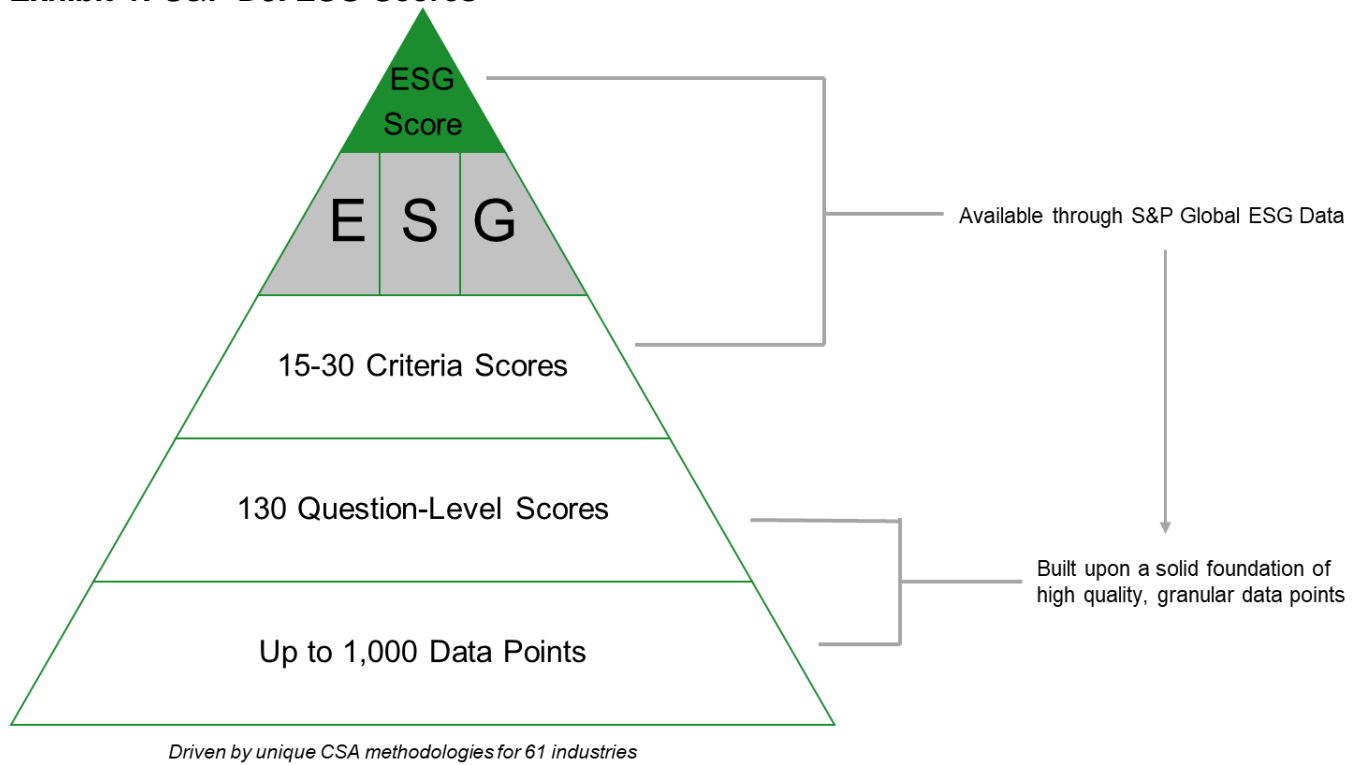 ESG
Score
E S G
15-30 Criteria Scores
130 Question-Level Scores
Up to 1,000 Data Points
Available through S&P Global ESG Data
Built upon a solid foundation of
high quality, granular data points
Driven by unique CSA methodologies for 61 industries